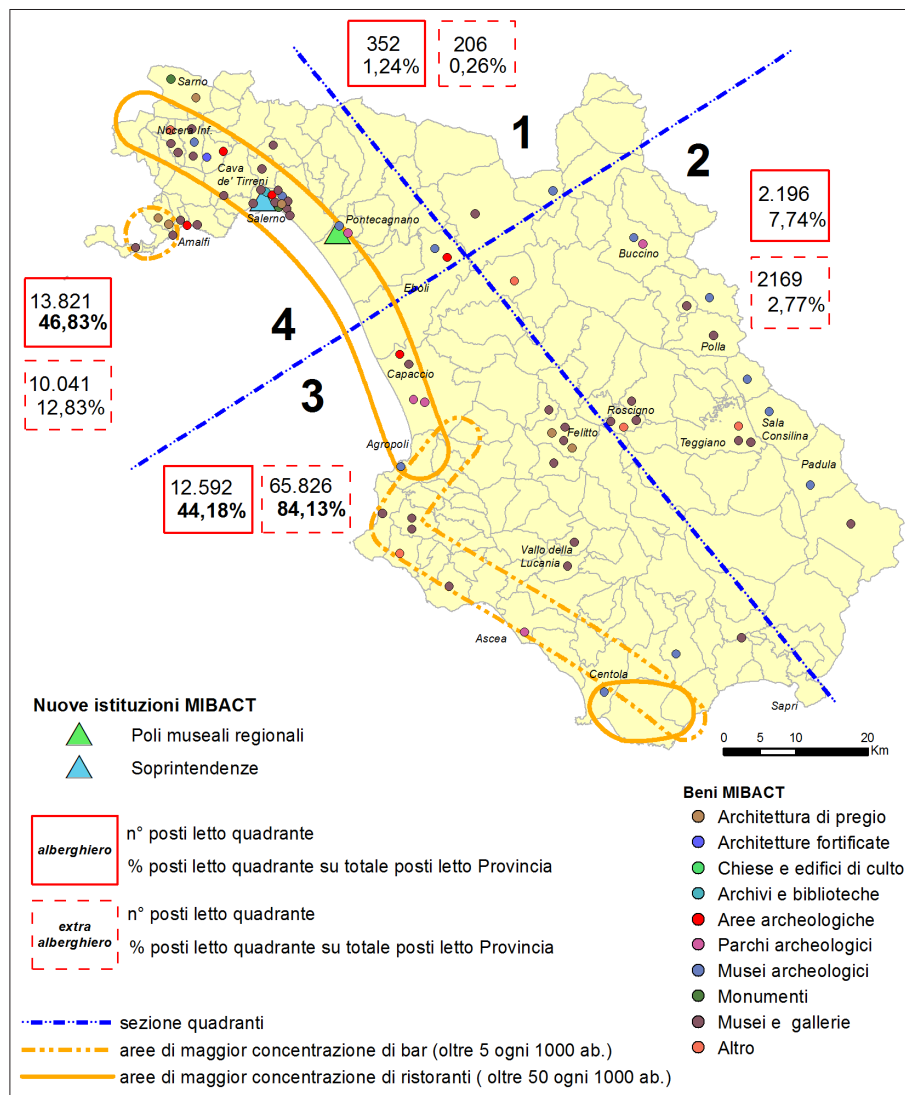 352
1,24%
206
0,26%
1
2
Sarno
Nocera Inf.
Cava
de' Tirreni
Salerno
Pontecagnano
Amalfi
Eboli
Buccino
2.196
7,74%
2169
2,77%
13.821
46,83%
10.041
12,83%
4
3
Capaccio
Polla
Roscigno
Felitto
Teggiano
Sala
Consilina
Padula
Agropoli
12.592
44,18%
65.826
84,13%
Vallo della
Lucania
Ascea
Centola
Sapri
0 5 10 20
Km
Nuove istituzioni MIBACT
Poli museali regionali
Soprintendenze
alberghiero
n° posti letto quadrante
% posti letto quadrante su totale posti letto Provincia
extra
alberghiero
n° posti letto quadrante
% posti letto quadrante su totale posti letto Provincia
sezione quadranti
aree di maggior concentrazione di bar (oltre 5 ogni 1000 ab.)
aree di maggior concentrazione di ristoranti ( oltre 50 ogni 1000 ab.)
Beni MIBACT
Architettura di pregio
Architetture fortificate
Chiese e edifici di culto
Archivi e biblioteche
Aree archeologiche
Parchi archeologici
Musei archeologici
Monumenti
Musei e gallerie
Altro